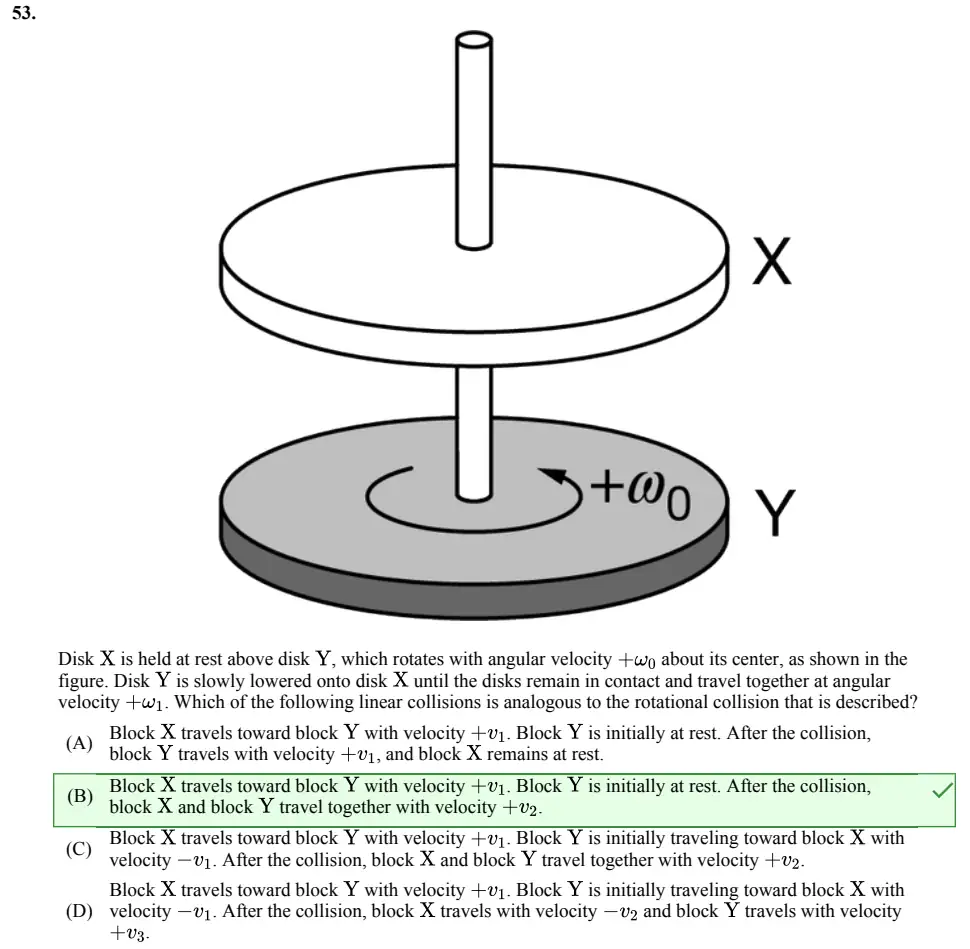 53.
X
+ω₀
Y
Disk X is held at rest above disk Y, which rotates with angular velocity +ω₀ about its center, as shown in the
figure. Disk Y is slowly lowered onto disk X until the disks remain in contact and travel together at angular
velocity +ω₁. Which of the following linear collisions is analogous to the rotational collision that is described?
(A) Block X travels toward block Y with velocity +v₁. Block Y is initially at rest. After the collision,
block Y travels with velocity +v₁, and block X remains at rest.
(B) Block X travels toward block Y with velocity +v₁. Block Y is initially at rest. After the collision,
block X and block Y travel together with velocity +v₂.
(C) Block X travels toward block Y with velocity +v₁. Block Y is initially traveling toward block X with
velocity −v₁. After the collision, block X and block Y travel together with velocity +v₂.
(D) Block X travels toward block Y with velocity +v₁. Block Y is initially traveling toward block X with
velocity −v₁. After the collision, block X travels with velocity −v₂ and block Y travels with velocity
+v₃.